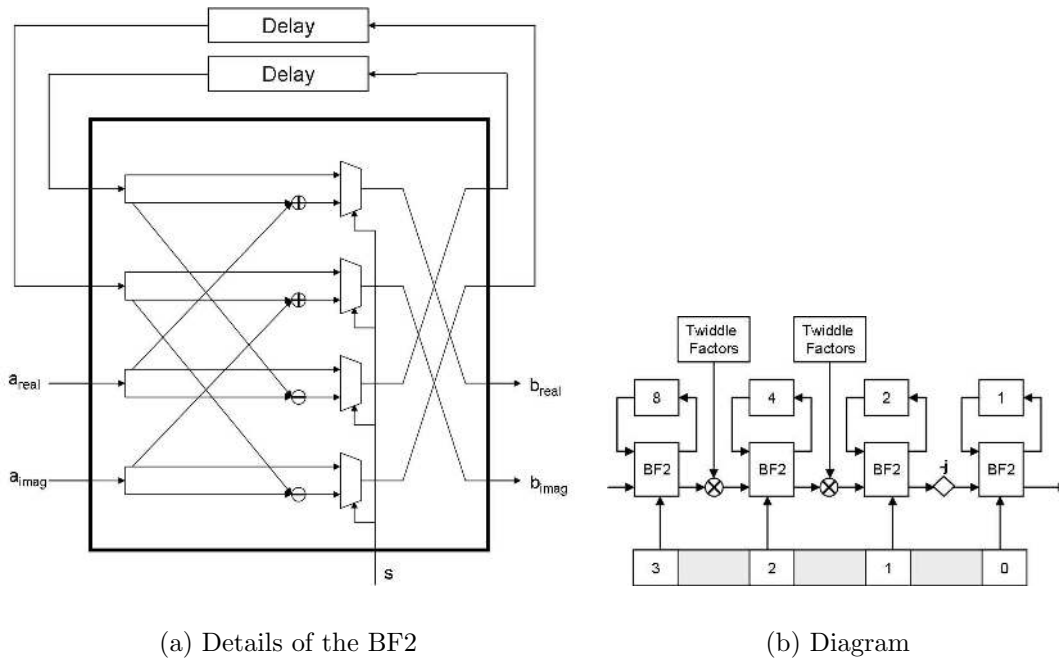 Delay
Delay
a_real
a_imag
b_real
b_imag
s
(a) Details of the BF2
Twiddle
Factors
Twiddle
Factors
8
4
2
1
BF2
BF2
BF2
-j
BF2
3
2
1
0
(b) Diagram